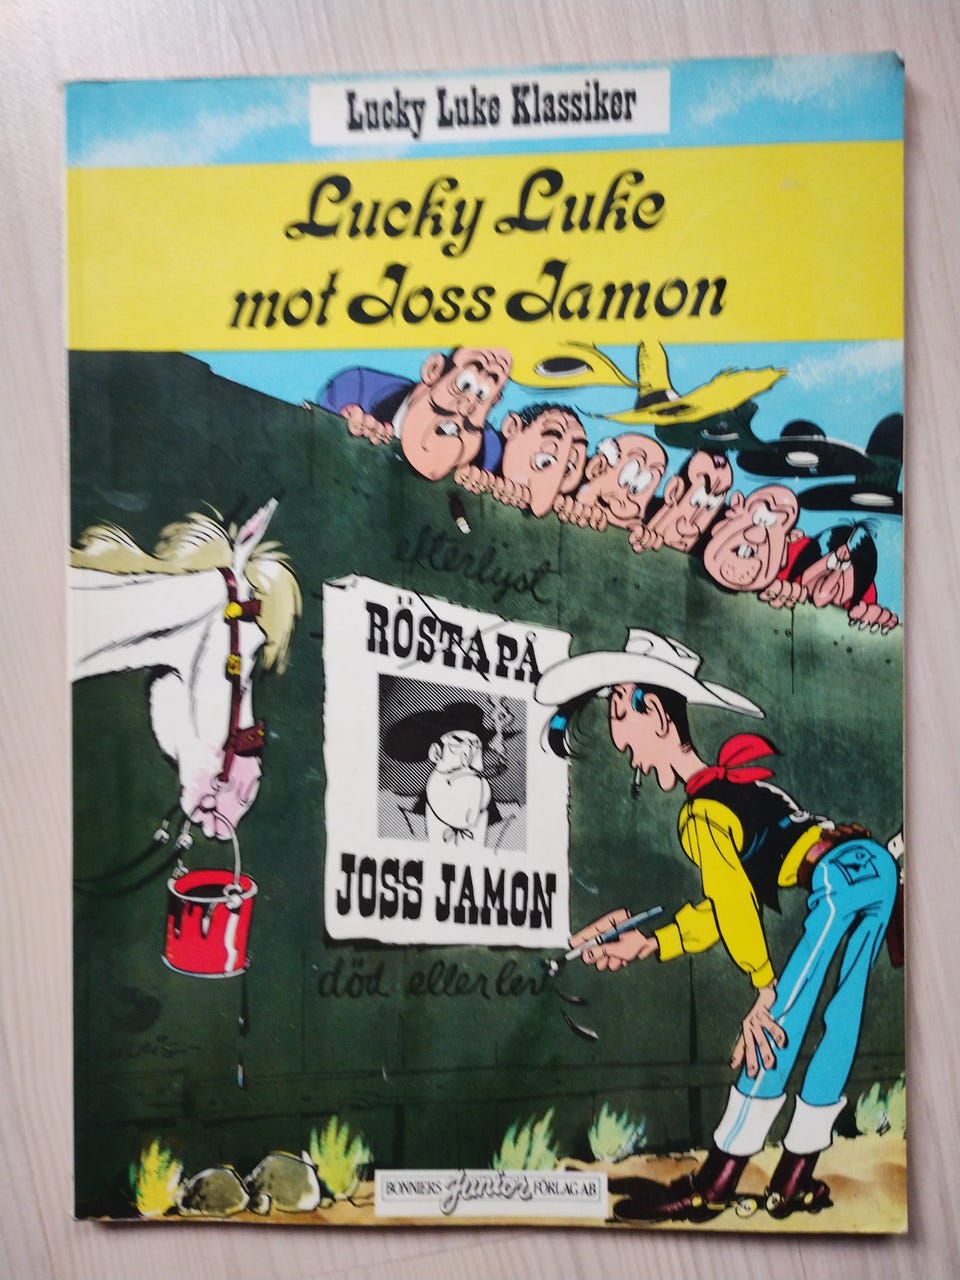 Lucky Luke Klassiker
Lucky Luke
mot Joss Jamon
efterlyst
RÖSTA PÅ
JOSS JAMON
död eller lev
BONNIERS Junior FÖRLAG AB